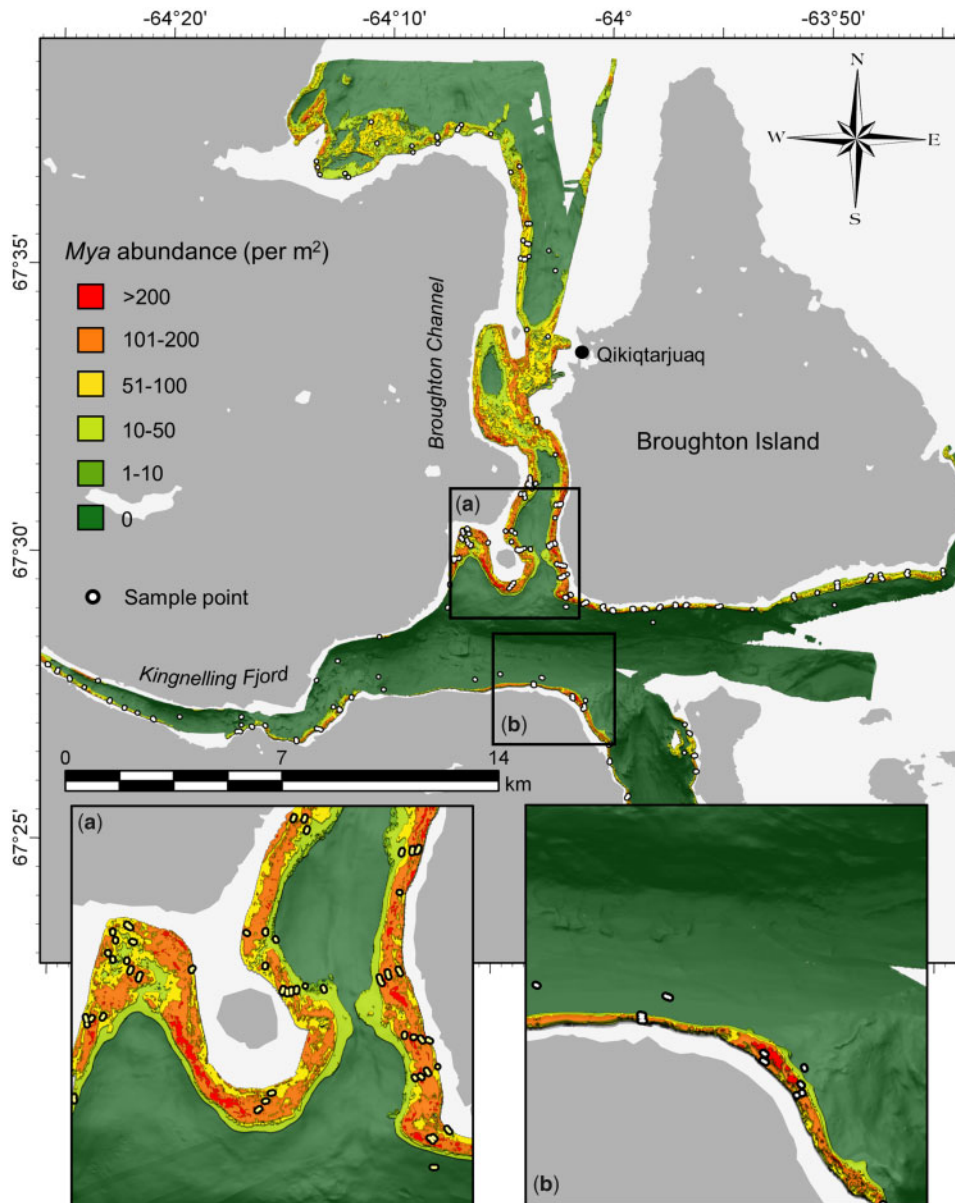 -64°20' -64°10' -64° -63°50'
N
W E
S
Mya abundance (per m²)
>200
101-200
51-100
10-50
1-10
0
Sample point
67°35'
67°30'
67°25'
Broughton Channel
Qikiqtarjuaq
Broughton Island
(a)
Kingnelling Fjord
(b)
0 7 14
km
(a)
(b)